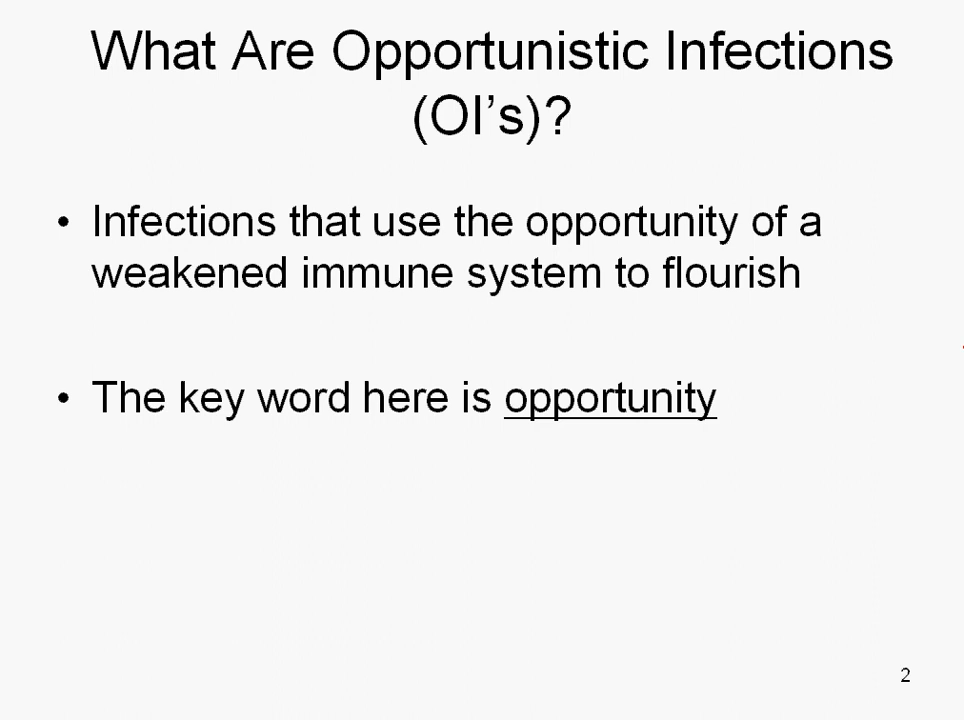 What Are Opportunistic Infections
(OI’s)?
• Infections that use the opportunity of a
weakened immune system to flourish
• The key word here is opportunity
2